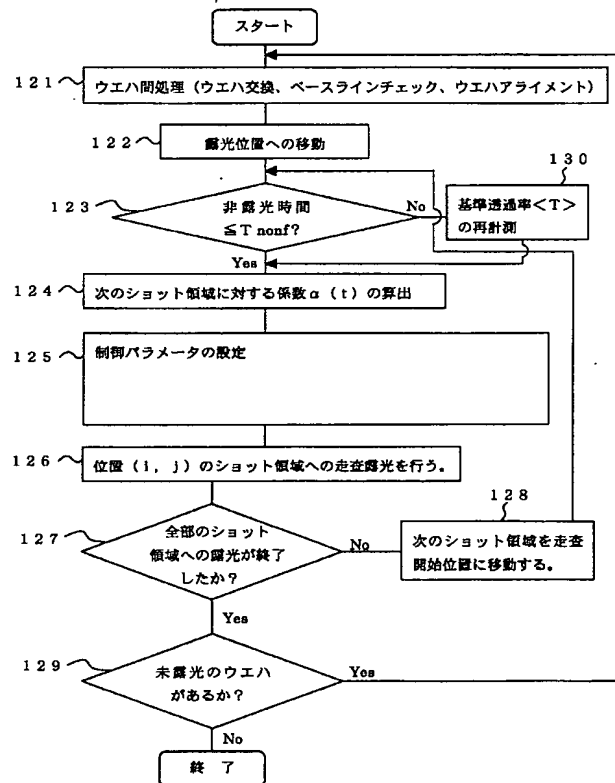 スタート
121
ウエハ間処理（ウエハ交換、ベースラインチェック、ウエハアライメント）
122
露光位置への移動
130
123
非露光時間
≦T nonf?
No
基準透過率<T>
の再計測
Yes
124
次のショット領域に対する係数α（t）の算出
125
制御パラメータの設定
126
位置（i, j）のショット領域への走査露光を行う。
128
127
全部のショット
領域への露光が終了
したか？
No
次のショット領域を走査
開始位置に移動する。
Yes
129
未露光のウエハ
があるか？
Yes
No
終 了